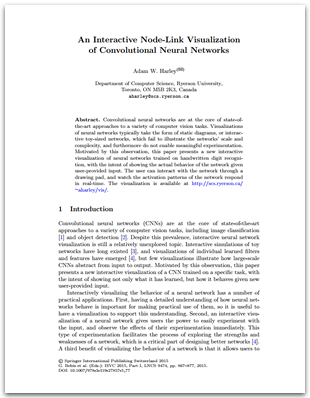 An Interactive Node-Link Visualization
of Convolutional Neural Networks
Adam W. Harley(✉)
Department of Computer Science, Ryerson University,
Toronto, ON M5B 2K3, Canada
aharley@scs.ryerson.ca
Abstract. Convolutional neural networks are at the core of state-of-
the-art approaches to a variety of computer vision tasks. Visualizations
of neural networks typically take the form of static diagrams, or interac-
tive toy-sized networks, which fail to illustrate the networks' scale and
complexity, and furthermore do not enable meaningful experimentation.
Motivated by this observation, this paper presents a new interactive
visualization of neural networks trained on handwritten digit recogni-
tion, with the intent of showing the actual behavior of the network given
user-provided input. The user can interact with the network through a
drawing pad, and watch the activation patterns of the network respond
in real-time. The visualization is available at http://scs.ryerson.ca/
~aharley/vis/.
1 Introduction
Convolutional neural networks (CNNs) are at the core of state-of-the-art
approaches to a variety of computer vision tasks, including image classification
[1] and object detection [2]. Despite this prevalence, interactive neural network
visualization is still a relatively unexplored topic. Interactive simulations of toy
networks have long existed [3], and visualizations of individual learned filters
and features have emerged [4], but few visualizations illustrate how large-scale
CNNs abstract from input to output. Motivated by this observation, this paper
presents a new interactive visualization of a CNN trained on a specific task, with
the intent of showing not only what it has learned, but how it behaves given new
user-provided input.
Interactively visualizing the behavior of a neural network has a number of
practical applications. First, having a detailed understanding of how neural net-
works behave is important for making practical use of them, so it is useful to
have a visualization to support this understanding. Second, an interactive visu-
alization of a neural network gives users the power to easily experiment with
the input, and observe the effects of their experimentation immediately. This
type of experimentation facilitates the process of exploring the strengths and
weaknesses of a network, which is a critical part of designing better networks [4].
A third benefit of visualizing the behavior of a network is that it allows users to
© Springer International Publishing Switzerland 2015
G. Bebis et al. (Eds.): ISVC 2015, Part I, LNCS 9474, pp. 867–877, 2015.
DOI: 10.1007/978-3-319-27857-5_77